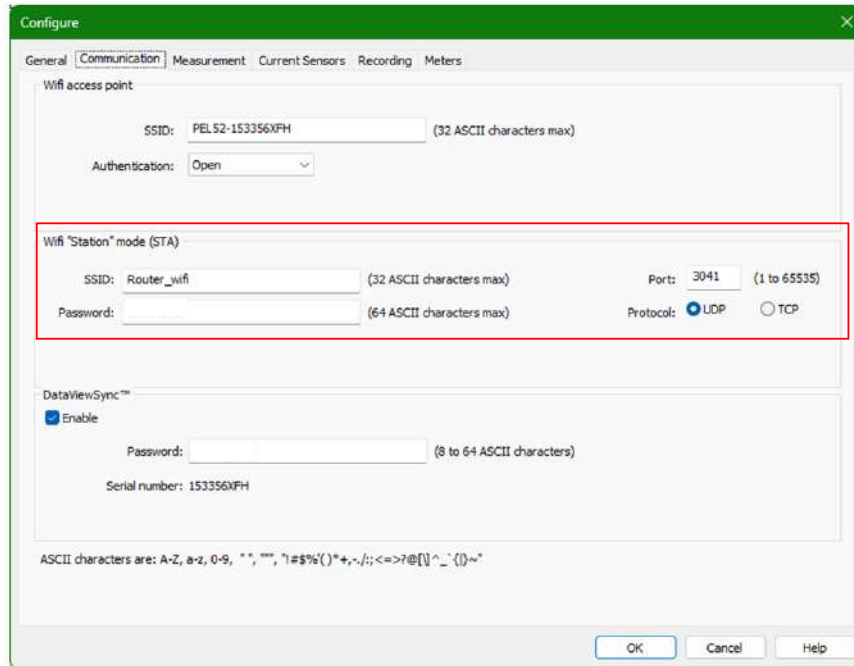 Configure
General Communication Measurement Current Sensors Recording Meters
Wifi access point
SSID: PEL52-153356XFH (32 ASCII characters max)
Authentication: Open
Wifi "Station" mode (STA)
SSID: Router_wifi (32 ASCII characters max) Port: 3041 (1 to 65535)
Password: (64 ASCII characters max) Protocol: UDP TCP
DataViewSync™
Enable
Password: (8 to 64 ASCII characters)
Serial number: 153356XFH
ASCII characters are: A-Z, a-z, 0-9, " ", """, "!#$%'()*+,-./:;<=>?@[\]^_`{|}~"
OK Cancel Help